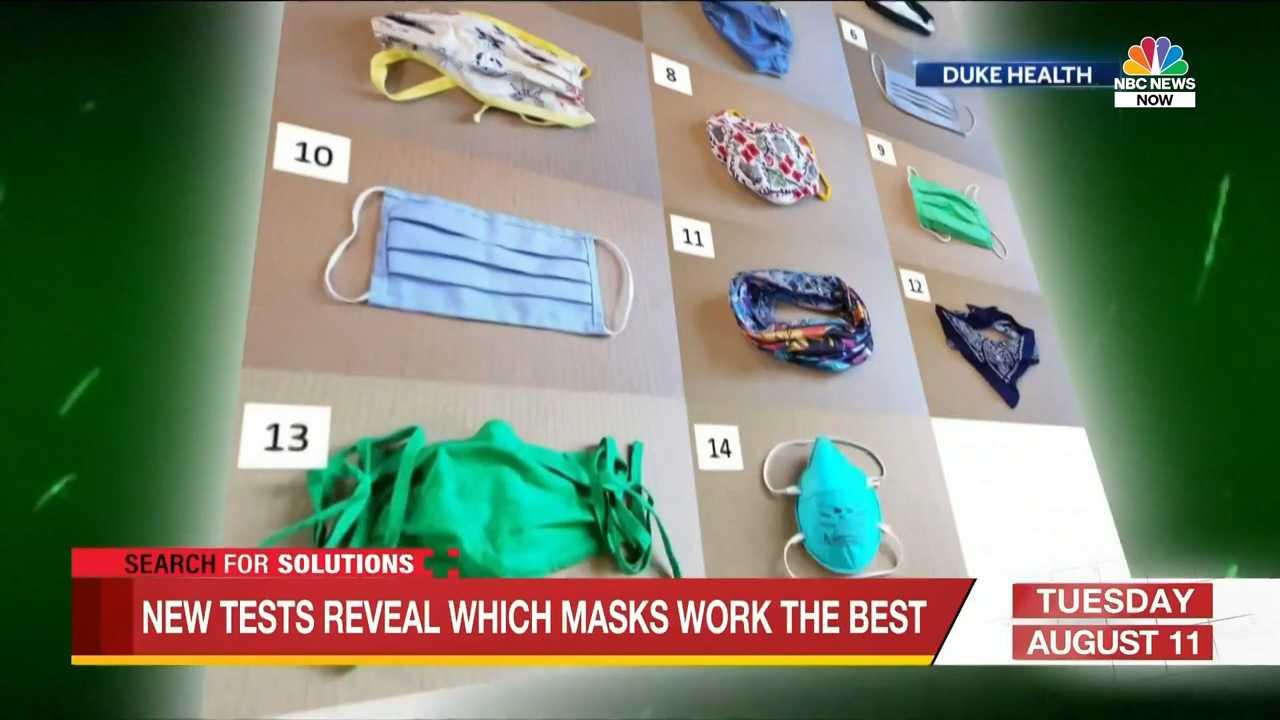 6
DUKE HEALTH
NBC NEWS
NOW
8
10
9
11
12
13
14
SEARCH FOR SOLUTIONS
NEW TESTS REVEAL WHICH MASKS WORK THE BEST
TUESDAY
AUGUST 11